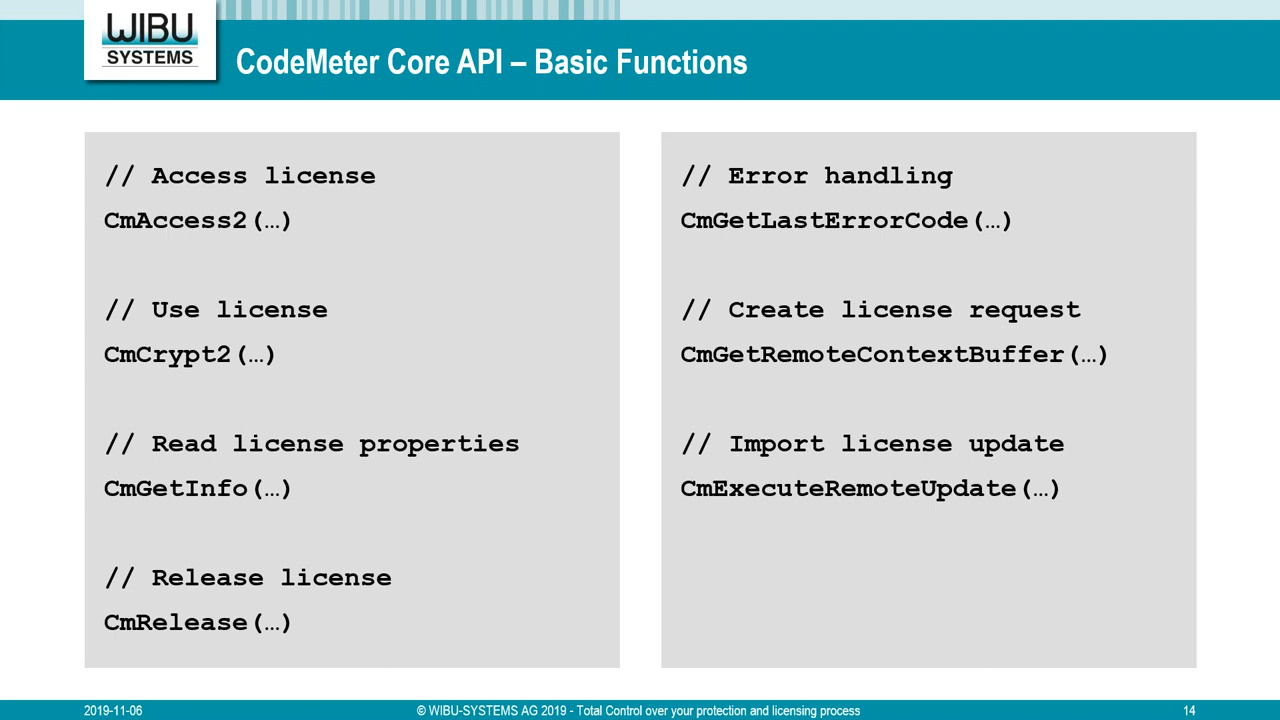 WIBU
SYSTEMS
CodeMeter Core API – Basic Functions
// Access license
CmAccess2(…)
// Use license
CmCrypt2(…)
// Read license properties
CmGetInfo(…)
// Release license
CmRelease(…)
// Error handling
CmGetLastErrorCode(…)
// Create license request
CmGetRemoteContextBuffer(…)
// Import license update
CmExecuteRemoteUpdate(…)
2019-11-06
© WIBU-SYSTEMS AG 2019 - Total Control over your protection and licensing process
14